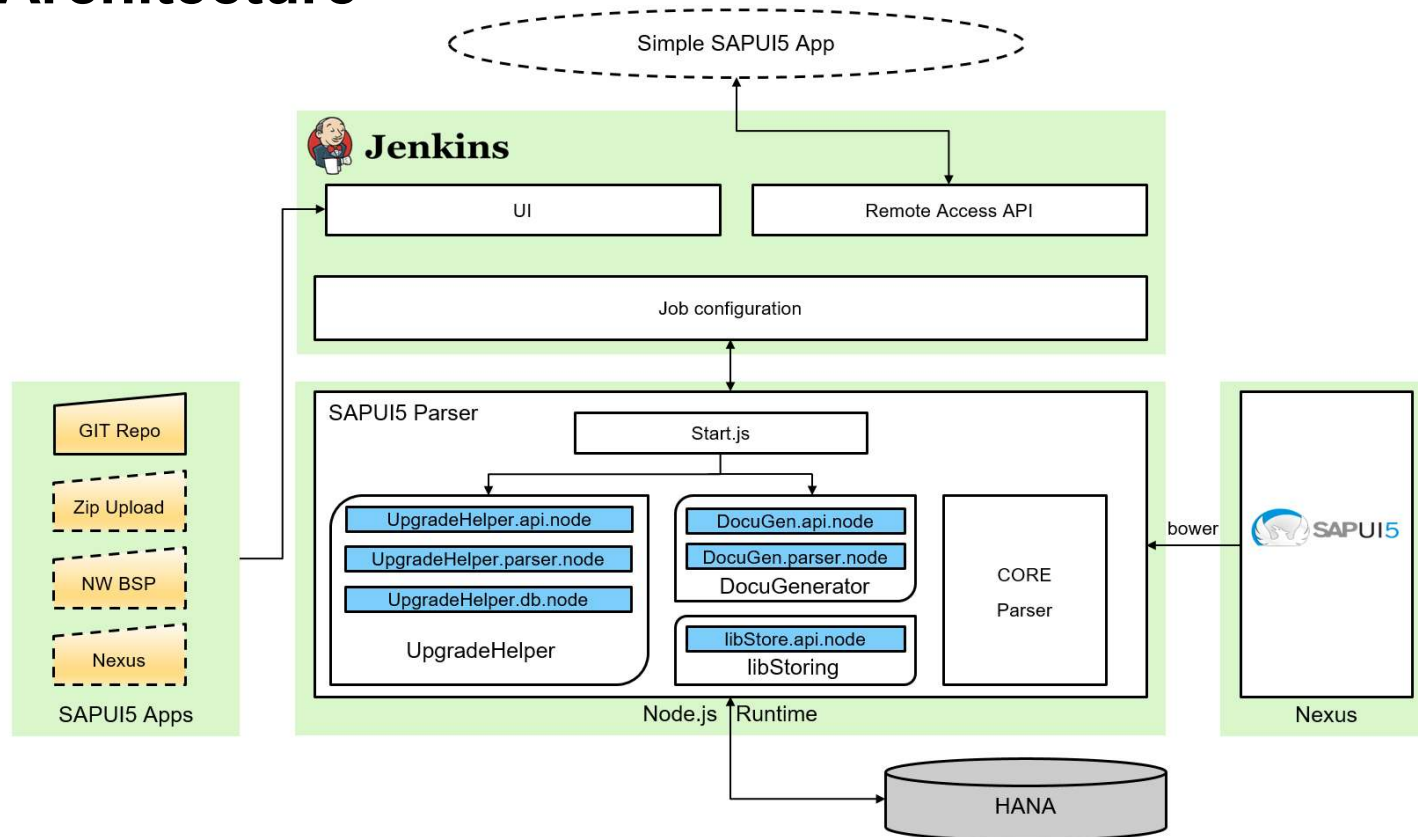 Architecture
Simple SAPUI5 App
Jenkins
UI
Remote Access API
Job configuration
GIT Repo
Zip Upload
NW BSP
Nexus
SAPUI5 Apps
SAPUI5 Parser
Start.js
UpgradeHelper.api.node
UpgradeHelper.parser.node
UpgradeHelper.db.node
UpgradeHelper
DocuGen.api.node
DocuGen.parser.node
DocuGenerator
libStore.api.node
libStoring
CORE
Parser
Node.js Runtime
bower
SAPUI5
Nexus
HANA